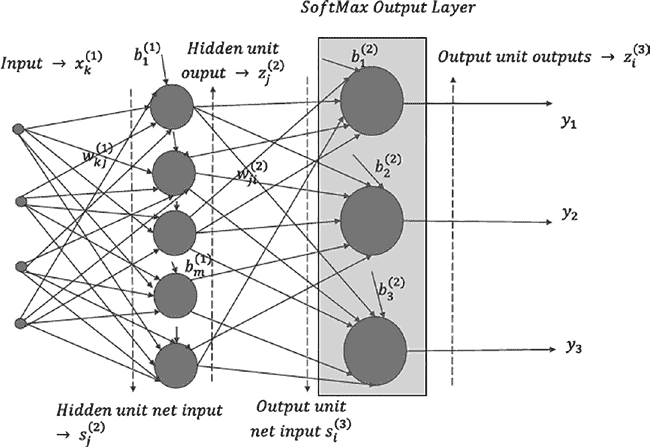 SoftMax Output Layer
Input → x_k^(1)
b_1^(1)
Hidden unit
ouput → z_j^(2)
b_1^(2)
Output unit outputs → z_i^(3)
y_1
w_kj^(1)
w_ji^(2)
b_2^(2)
y_2
b_m^(1)
b_3^(2)
y_3
Hidden unit net input
→ s_j^(2)
Output unit
net input s_i^(3)